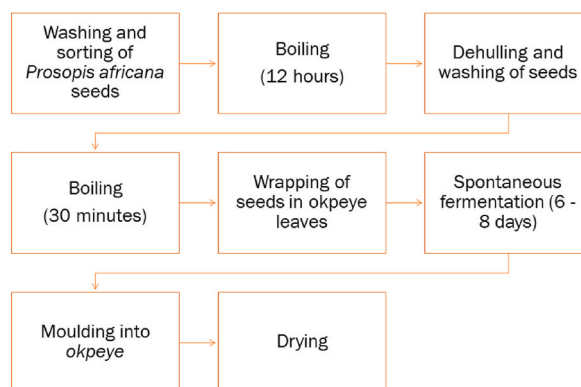 Washing and
sorting of
Prosopis africana
seeds
Boiling
(12 hours)
Dehulling and
washing of seeds
Boiling
(30 minutes)
Wrapping of
seeds in okpeye
leaves
Spontaneous
fermentation (6 -
8 days)
Moulding into
okpeye
Drying